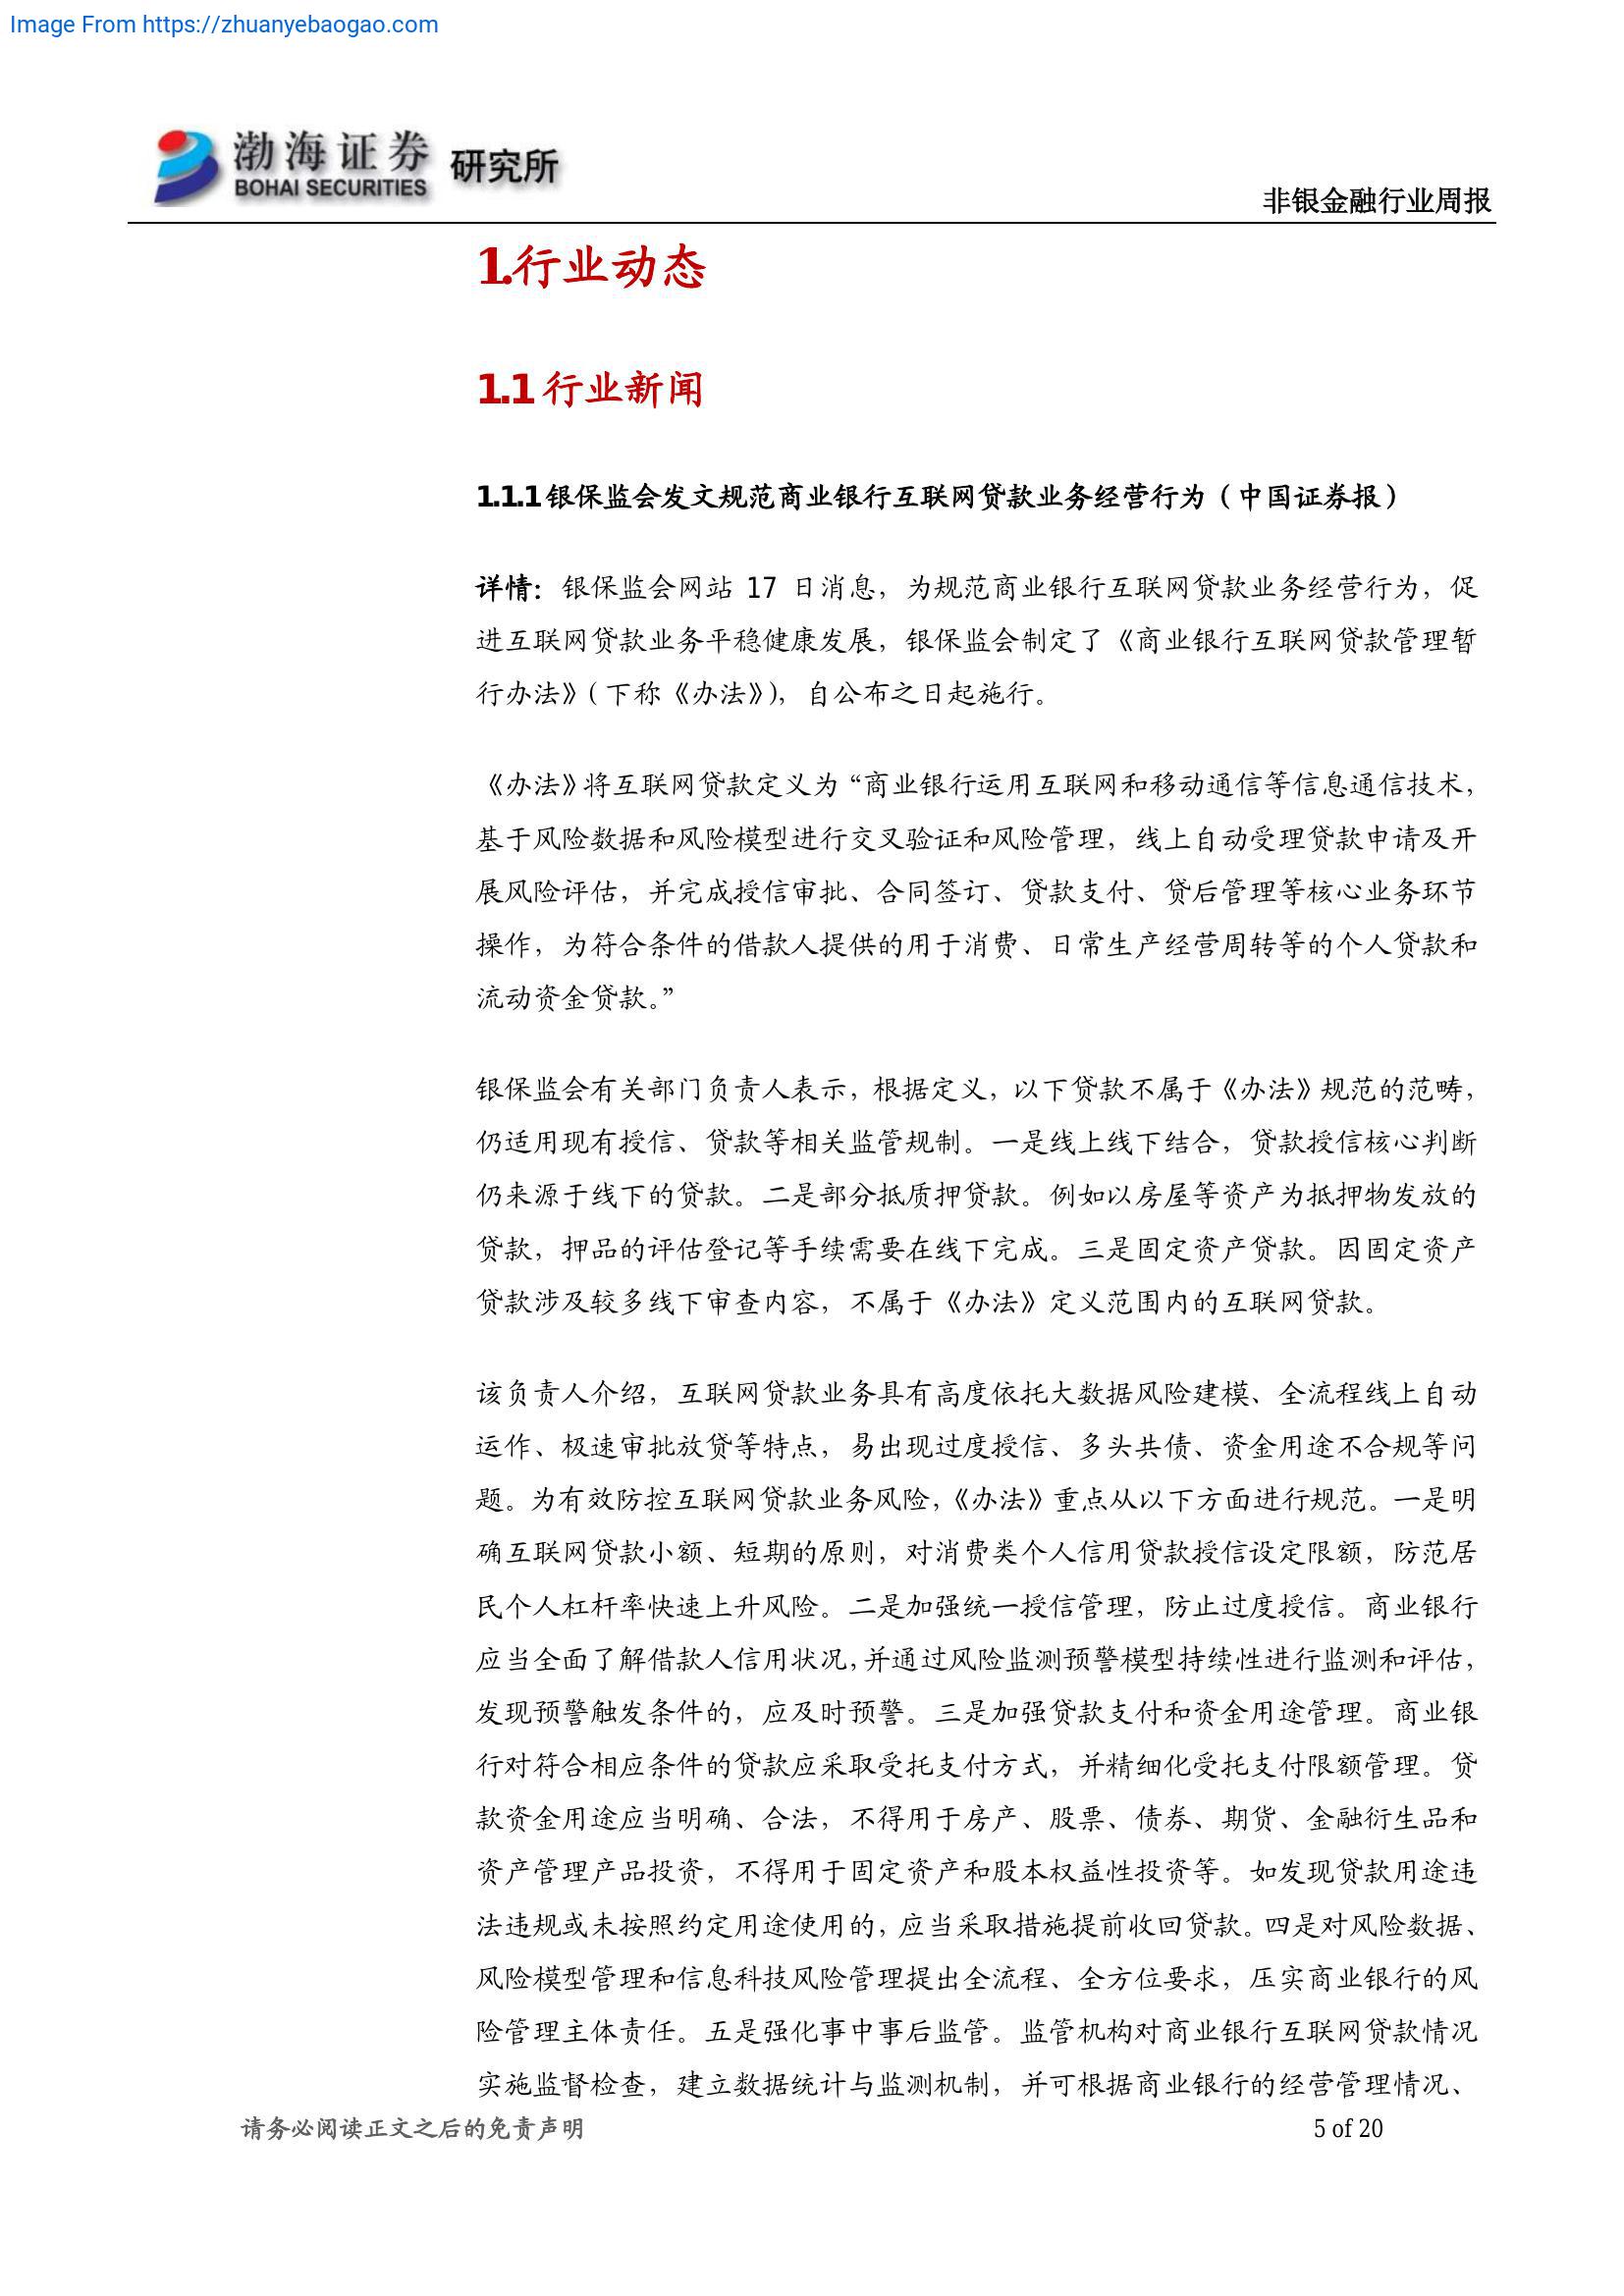 Image From https://zhuanyebaogao.com
渤海证券 研究所
BOHAI SECURITIES
非银金融行业周报
1.行业动态
1.1 行业新闻
1.1.1 银保监会发文规范商业银行互联网贷款业务经营行为（中国证券报）
详情：银保监会网站 17 日消息，为规范商业银行互联网贷款业务经营行为，促
进互联网贷款业务平稳健康发展，银保监会制定了《商业银行互联网贷款管理暂
行办法》(下称《办法》)，自公布之日起施行。
《办法》将互联网贷款定义为“商业银行运用互联网和移动通信等信息通信技术，
基于风险数据和风险模型进行交叉验证和风险管理，线上自动受理贷款申请及开
展风险评估，并完成授信审批、合同签订、贷款支付、贷后管理等核心业务环节
操作，为符合条件的借款人提供的用于消费、日常生产经营周转等的个人贷款和
流动资金贷款。”
银保监会有关部门负责人表示，根据定义，以下贷款不属于《办法》规范的范畴，
仍适用现有授信、贷款等相关监管规制。一是线上线下结合，贷款授信核心判断
仍来源于线下的贷款。二是部分抵质押贷款。例如以房屋等资产为抵押物发放的
贷款，押品的评估登记等手续需要在线下完成。三是固定资产贷款。因固定资产
贷款涉及较多线下审查内容，不属于《办法》定义范围内的互联网贷款。
该负责人介绍，互联网贷款业务具有高度依托大数据风险建模、全流程线上自动
运作、极速审批放贷等特点，易出现过度授信、多头共债、资金用途不合规等问
题。为有效防控互联网贷款业务风险，《办法》重点从以下方面进行规范。一是明
确互联网贷款小额、短期的原则，对消费类个人信用贷款授信设定限额，防范居
民个人杠杆率快速上升风险。二是加强统一授信管理，防止过度授信。商业银行
应当全面了解借款人信用状况，并通过风险监测预警模型持续性进行监测和评估，
发现预警触发条件的，应及时预警。三是加强贷款支付和资金用途管理。商业银
行对符合相应条件的贷款应采取受托支付方式，并精细化受托支付限额管理。贷
款资金用途应当明确、合法，不得用于房产、股票、债券、期货、金融衍生品和
资产管理产品投资，不得用于固定资产和股本权益性投资等。如发现贷款用途违
法违规或未按照约定用途使用的，应当采取措施提前收回贷款。四是对风险数据、
风险模型管理和信息科技风险管理提出全流程、全方位要求，压实商业银行的风
险管理主体责任。五是强化事中事后监管。监管机构对商业银行互联网贷款情况
实施监督检查，建立数据统计与监测机制，并可根据商业银行的经营管理情况、
请务必阅读正文之后的免责声明 5 of 20